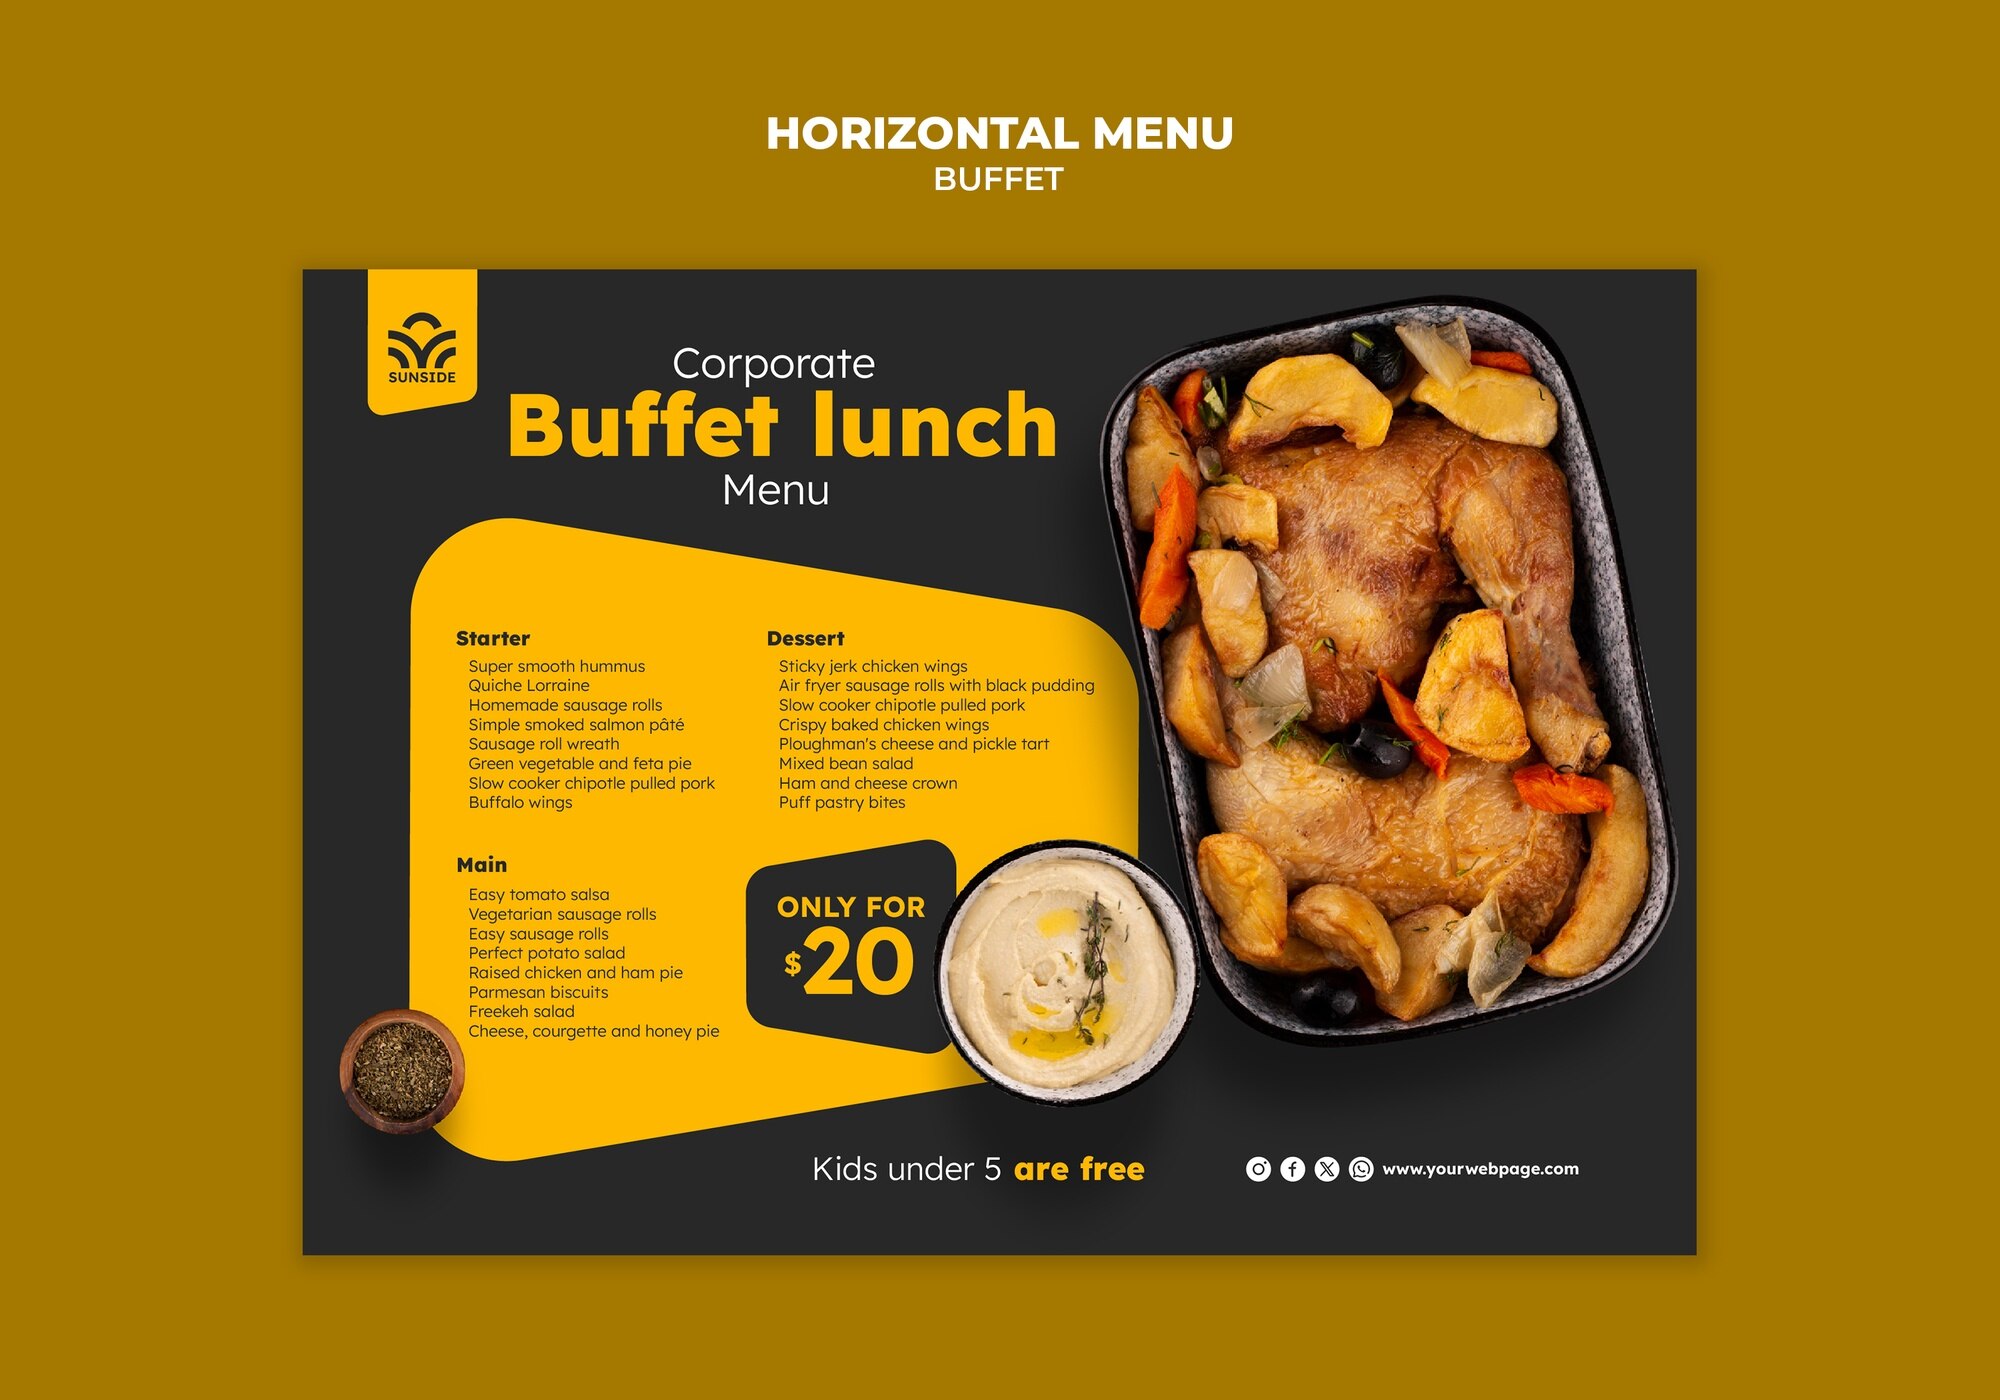 HORIZONTAL MENU
BUFFET
SUNSIDE
Corporate
Buffet lunch
Menu
Starter
Super smooth hummus
Quiche Lorraine
Homemade sausage rolls
Simple smoked salmon pâté
Sausage roll wreath
Green vegetable and feta pie
Slow cooker chipotle pulled pork
Buffalo wings
Main
Easy tomato salsa
Vegetarian sausage rolls
Easy sausage rolls
Perfect potato salad
Raised chicken and ham pie
Parmesan biscuits
Freekeh salad
Cheese, courgette and honey pie
Dessert
Sticky jerk chicken wings
Air fryer sausage rolls with black pudding
Slow cooker chipotle pulled pork
Crispy baked chicken wings
Ploughman's cheese and pickle tart
Mixed bean salad
Ham and cheese crown
Puff pastry bites
ONLY FOR
$20
Kids under 5 are free
www.yourwebpage.com